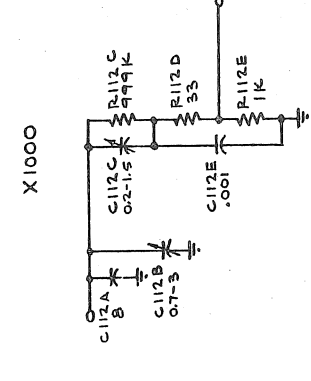 X1000
R112C
999K
R112D
33
R112E
1K
C112C
0.2-1.5
C112E
.001
C112A
8
C112B
0.7-3